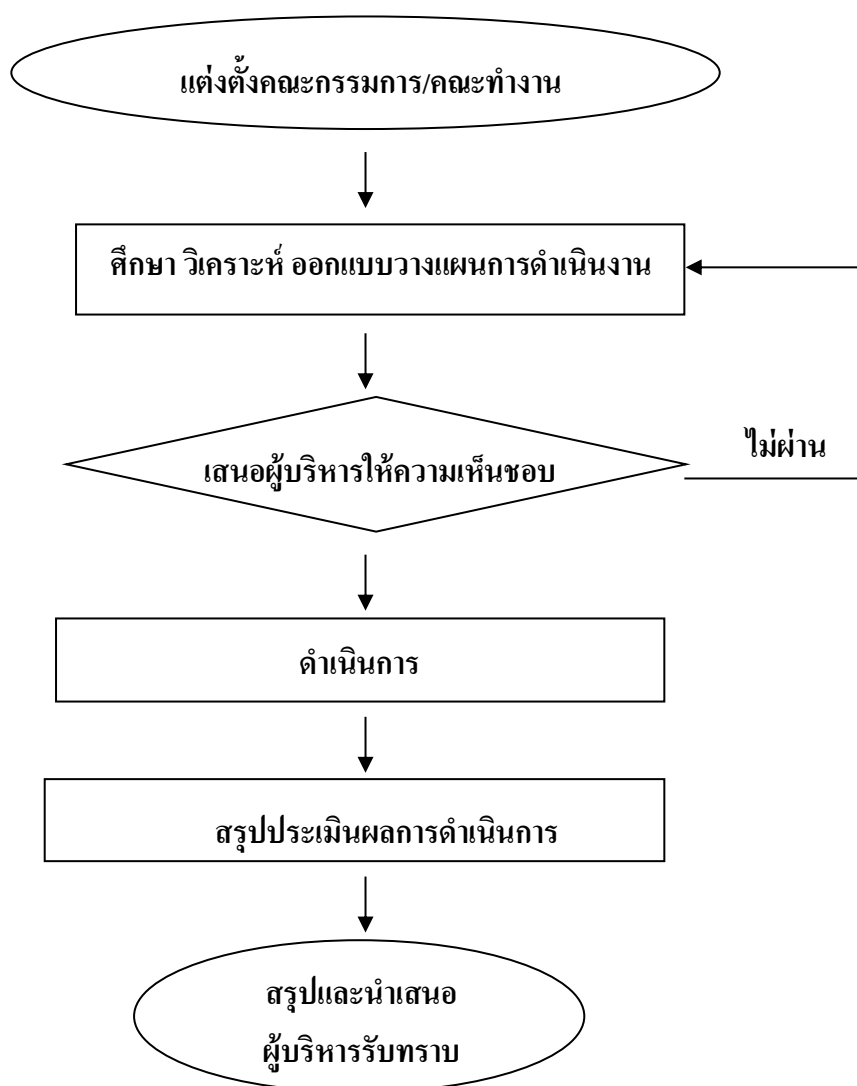 แต่งตั้งคณะกรรมการ/คณะทำงาน
ศึกษา วิเคราะห์ ออกแบบวางแผนการดำเนินงาน
เสนอผู้บริหารให้ความเห็นชอบ
ไม่ผ่าน
ดำเนินการ
สรุปประเมินผลการดำเนินการ
สรุปและนำเสนอ
ผู้บริหารรับทราบ